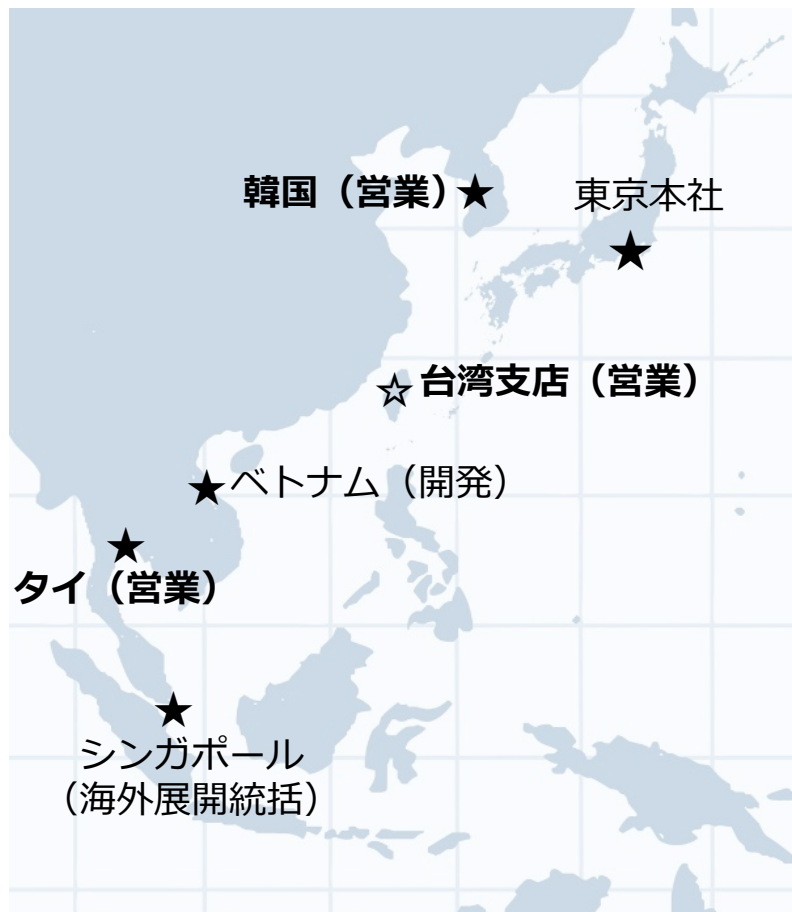 韓国（営業）★
東京本社
★
☆台湾支店（営業）
★ベトナム（開発）
★
タイ（営業）
★
シンガポール
（海外展開統括）